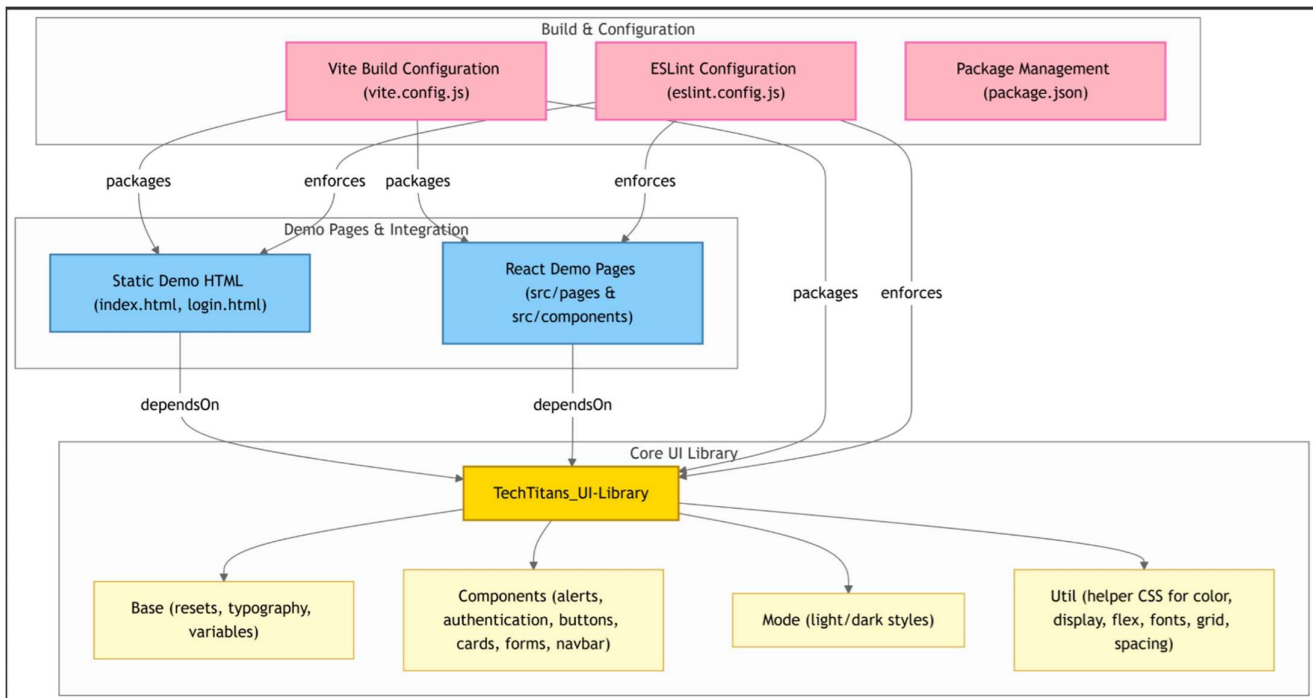 Build & Configuration
Vite Build Configuration
(vite.config.js)
ESLint Configuration
(eslint.config.js)
Package Management
(package.json)
packages
enforces
packages
enforces
Demo Pages & Integration
Static Demo HTML
(index.html, login.html)
React Demo Pages
(src/pages &
src/components)
packages
enforces
dependsOn
dependsOn
Core UI Library
TechTitans_UI-Library
Base (resets, typography,
variables)
Components (alerts,
authentication, buttons,
cards, forms, navbar)
Mode (light/dark styles)
Util (helper CSS for color,
display, flex, fonts, grid,
spacing)